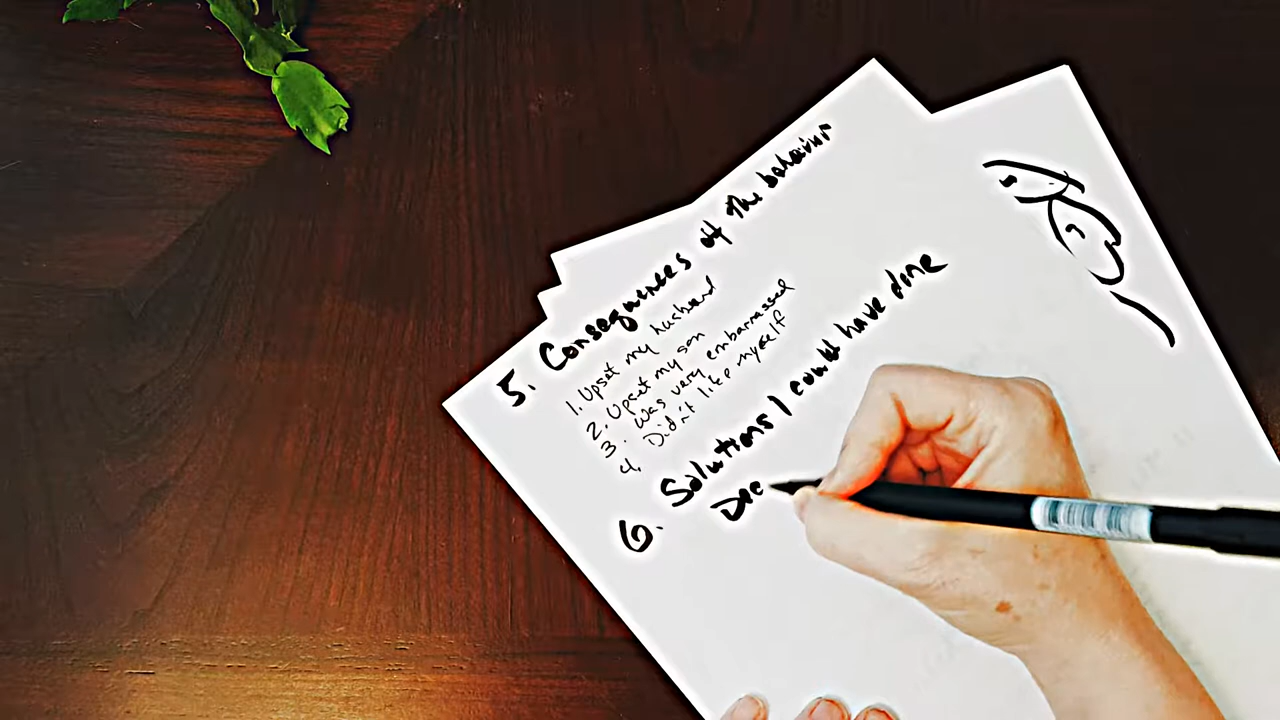 5. Consequences of the behavior
1. Upset my husband
2. Upset my son
3. Was very embarrassed
4. Didn't like myself
6. Solutions I could have done
Dec